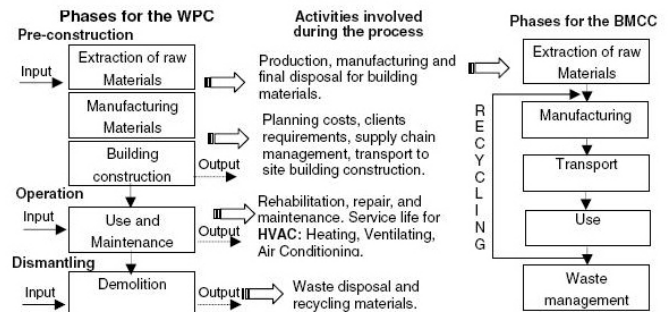 Phases for the WPC
Pre-construction
Input
Extraction of raw
Materials
Manufacturing
Materials
Building
construction
Output
Operation
Input
Use and
Maintenance
Output
Dismantling
Input
Demolition
Output
Activities involved
during the process
Production, manufacturing and
final disposal for building
materials.
Planning costs, clients
requirements, supply chain
management, transport to
site building construction.
Rehabilitation, repair, and
maintenance. Service life for
HVAC: Heating, Ventilating,
Air Conditioning.
Waste disposal and
recycling materials.
Phases for the BMCC
Extraction of raw
Materials
Manufacturing
Transport
Use
Waste
management
RECYCLING